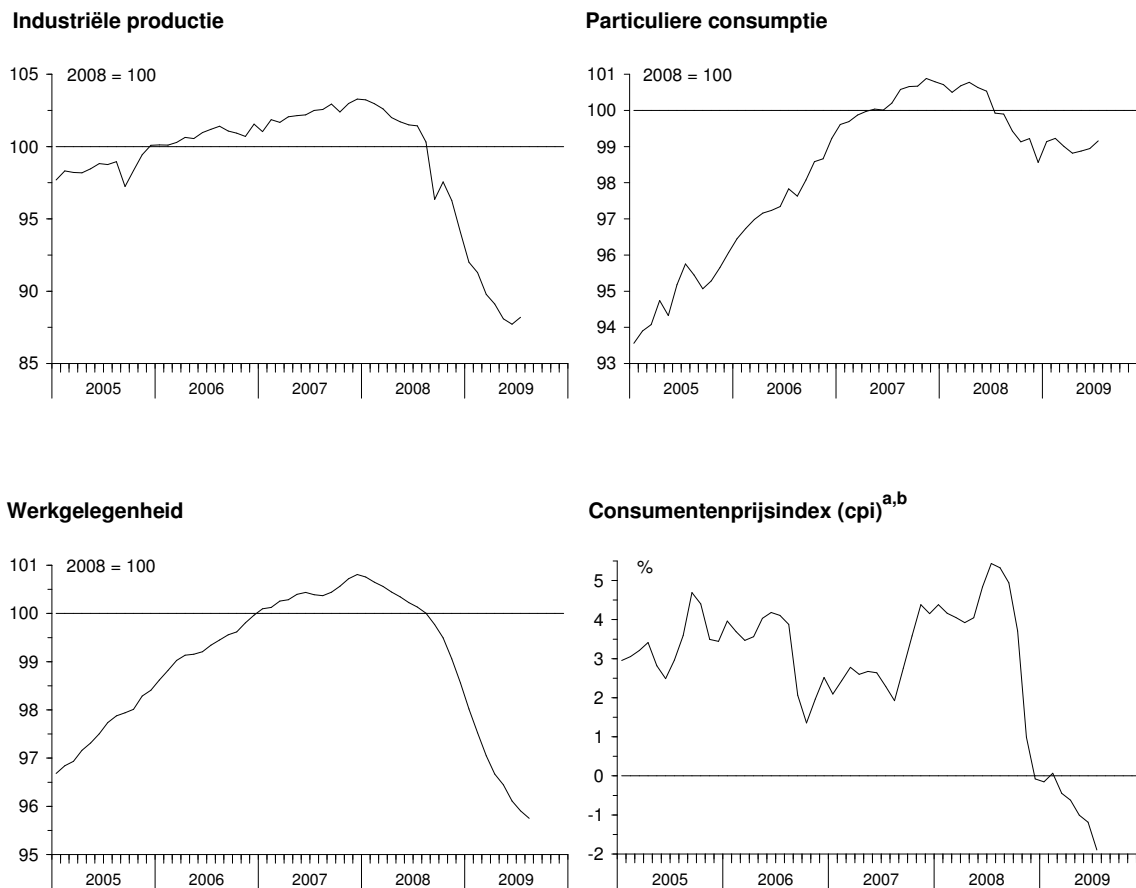 Industriële productie
2008 = 100
105
100
95
90
85
2005 2006 2007 2008 2009
Particuliere consumptie
2008 = 100
101
100
99
98
97
96
95
94
93
2005 2006 2007 2008 2009
Werkgelegenheid
2008 = 100
101
100
99
98
97
96
95
2005 2006 2007 2008 2009
Consumentenprijsindex (cpi)a,b
%
5
4
3
2
1
0
-1
-2
2005 2006 2007 2008 2009